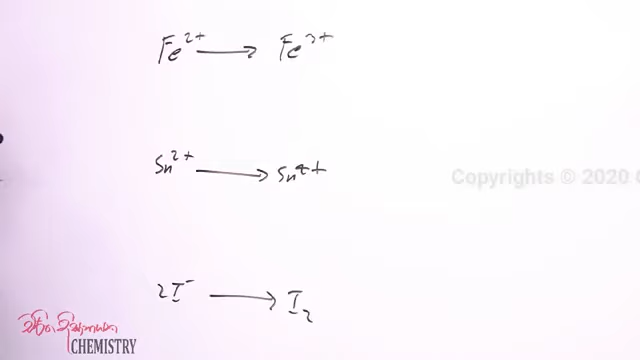 Fe²⁺ → Fe³⁺
Sn²⁺ → Sn⁴⁺
Copyrights © 2020
2I⁻ → I₂
CHEMISTRY